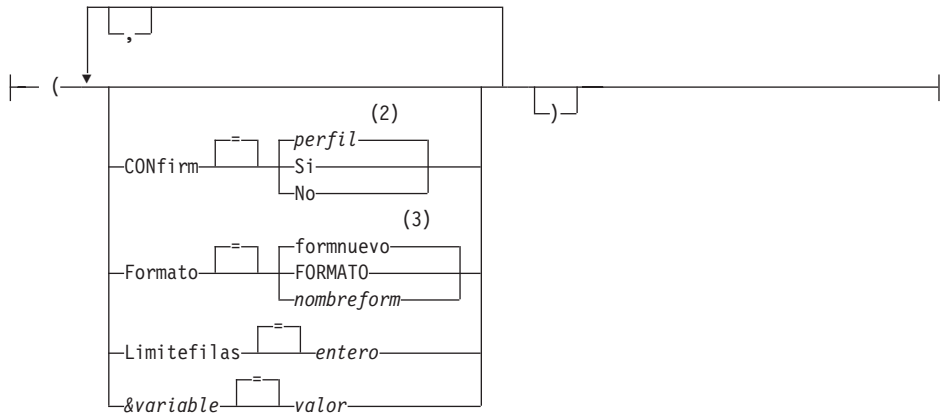 ,
(
)
(2)
CONfirm = perfil
Si
No
(3)
Formato = formnuevo
FORMATO
nombreform
Limitefilas = entero
&variable = valor